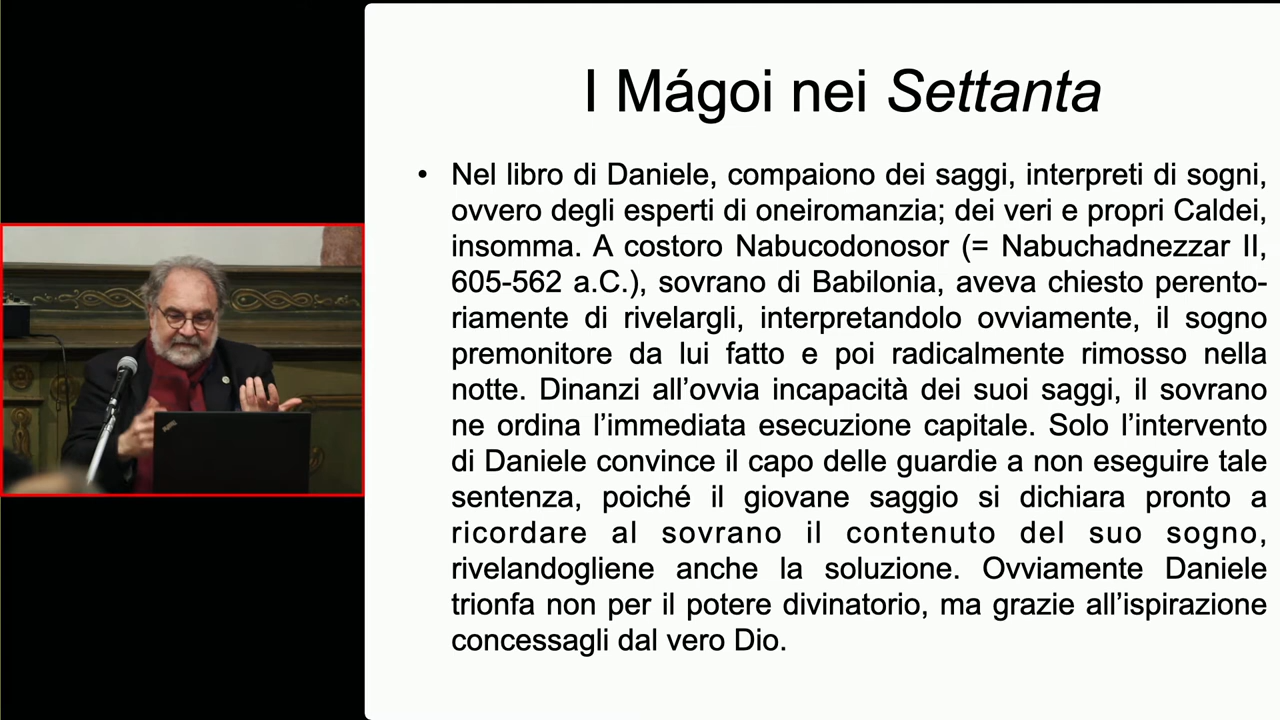 I Mágoi nei Settanta
• Nel libro di Daniele, compaiono dei saggi, interpreti di sogni,
ovvero degli esperti di oneiromanzia; dei veri e propri Caldei,
insomma. A costoro Nabucodonosor (= Nabuchadnezzar II,
605-562 a.C.), sovrano di Babilonia, aveva chiesto perento-
riamente di rivelargli, interpretandolo ovviamente, il sogno
premonitore da lui fatto e poi radicalmente rimosso nella
notte. Dinanzi all’ovvia incapacità dei suoi saggi, il sovrano
ne ordina l’immediata esecuzione capitale. Solo l’intervento
di Daniele convince il capo delle guardie a non eseguire tale
sentenza, poiché il giovane saggio si dichiara pronto a
ricordare al sovrano il contenuto del suo sogno,
rivelandogliene anche la soluzione. Ovviamente Daniele
trionfa non per il potere divinatorio, ma grazie all’ispirazione
concessagli dal vero Dio.